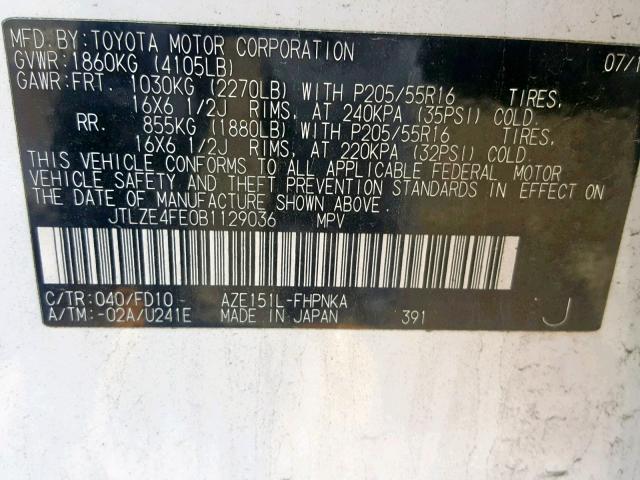 MFD.BY:TOYOTA MOTOR CORPORATION 07/1
GVWR:1860KG (4105LB)
GAWR:FRT. 1030KG (2270LB) WITH P205/55R16 TIRES,
16X6 1/2J RIMS, AT 240KPA (35PSI) COLD.
RR. 855KG (1880LB) WITH P205/55R16 TIRES,
16X6 1/2J RIMS, AT 220KPA (32PSI) COLD.
THIS VEHICLE CONFORMS TO ALL APPLICABLE FEDERAL MOTOR
VEHICLE SAFETY AND THEFT PREVENTION STANDARDS IN EFFECT ON
THE DATE OF MANUFACTURE SHOWN ABOVE.
JTLZE4FE0B1129036 MPV
C/TR:040/FD10 AZE151L-FHPNKA
A/TM:-02A/U241E MADE IN JAPAN 391 J